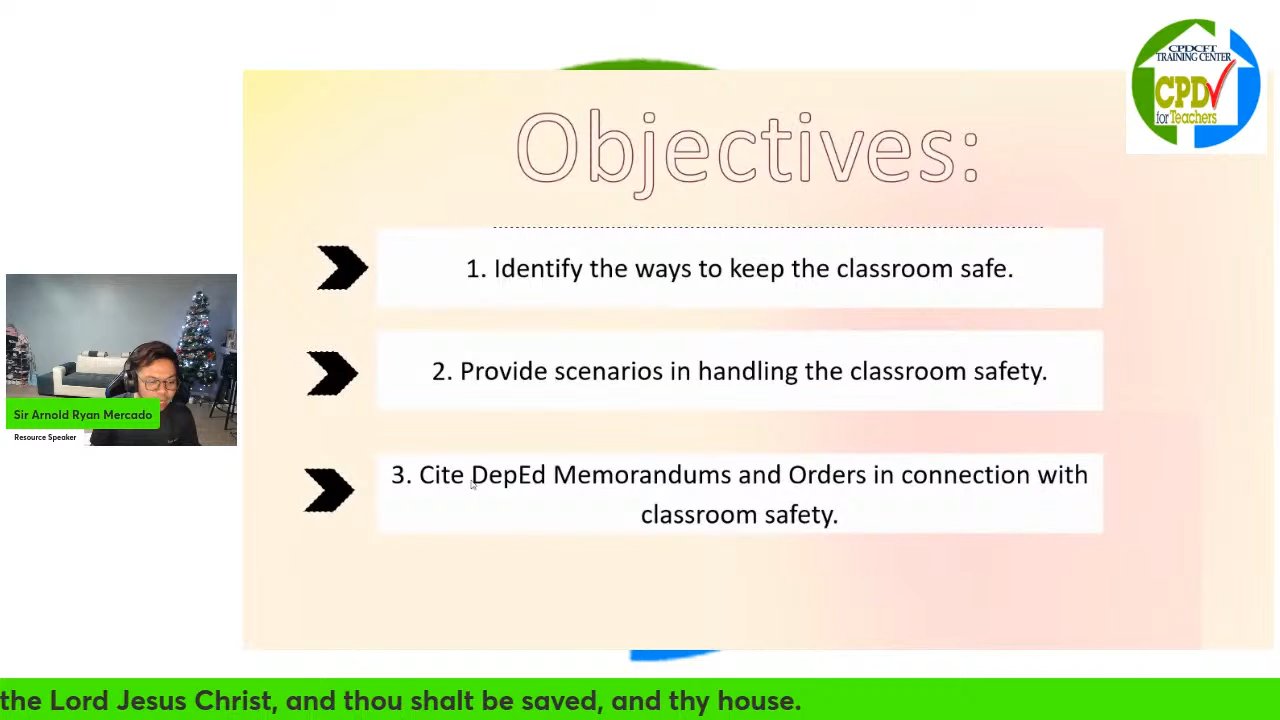 CPDCFT
TRAINING CENTER
CPD
for Teachers
Objectives:
1. Identify the ways to keep the classroom safe.
2. Provide scenarios in handling the classroom safety.
3. Cite DepEd Memorandums and Orders in connection with
classroom safety.
Sir Arnold Ryan Mercado
Resource Speaker
the Lord Jesus Christ, and thou shalt be saved, and thy house.